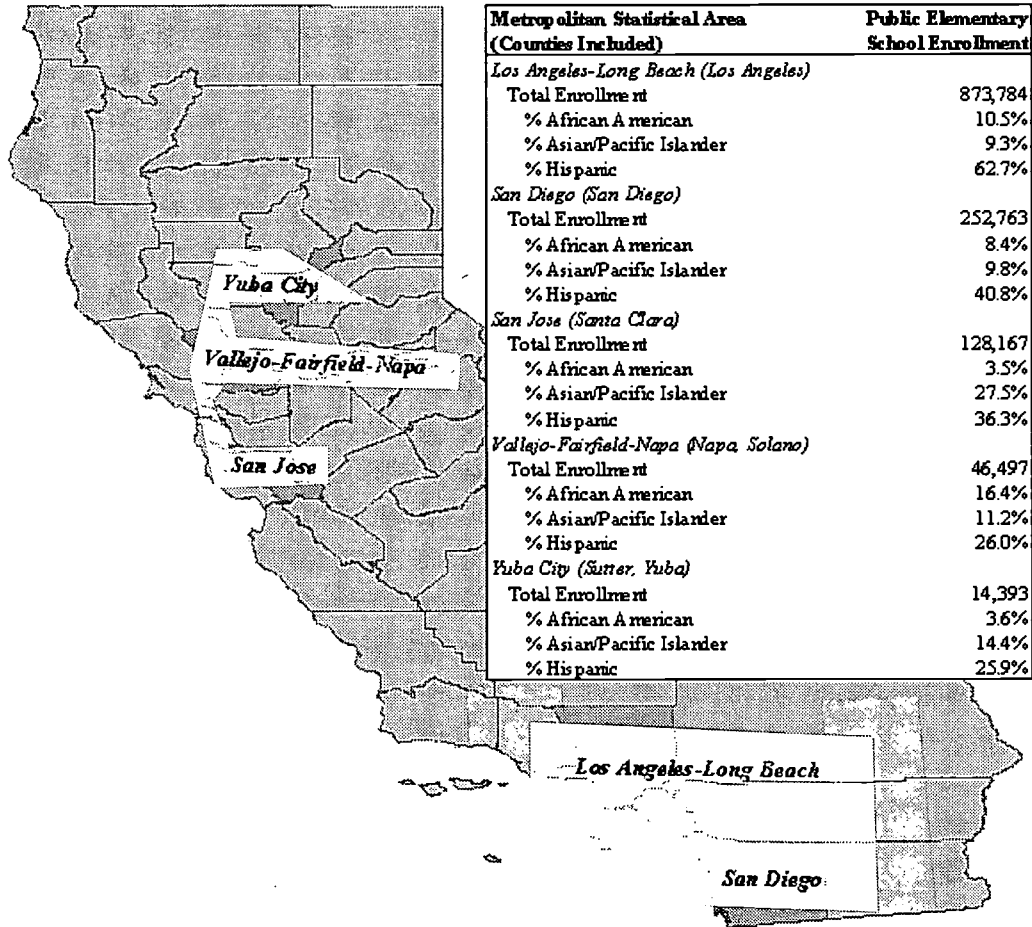 Metropolitan Statistical Area Public Elementary
(Counties Included) School Enrollment
Los Angeles-Long Beach (Los Angeles)
Total Enrollment 873,784
% African American 10.5%
% Asian/Pacific Islander 9.3%
% Hispanic 62.7%
San Diego (San Diego)
Total Enrollment 252,763
% African American 8.4%
% Asian/Pacific Islander 9.8%
% Hispanic 40.8%
San Jose (Santa Clara)
Total Enrollment 128,167
% African American 3.5%
% Asian/Pacific Islander 27.5%
% Hispanic 36.3%
Vallejo-Fairfield-Napa (Napa, Solano)
Total Enrollment 46,497
% African American 16.4%
% Asian/Pacific Islander 11.2%
% Hispanic 26.0%
Yuba City (Sutter, Yuba)
Total Enrollment 14,393
% African American 3.6%
% Asian/Pacific Islander 14.4%
% Hispanic 25.9%
Yuba City
Vallejo-Fairfield-Napa
San Jose
Los Angeles-Long Beach
San Diego